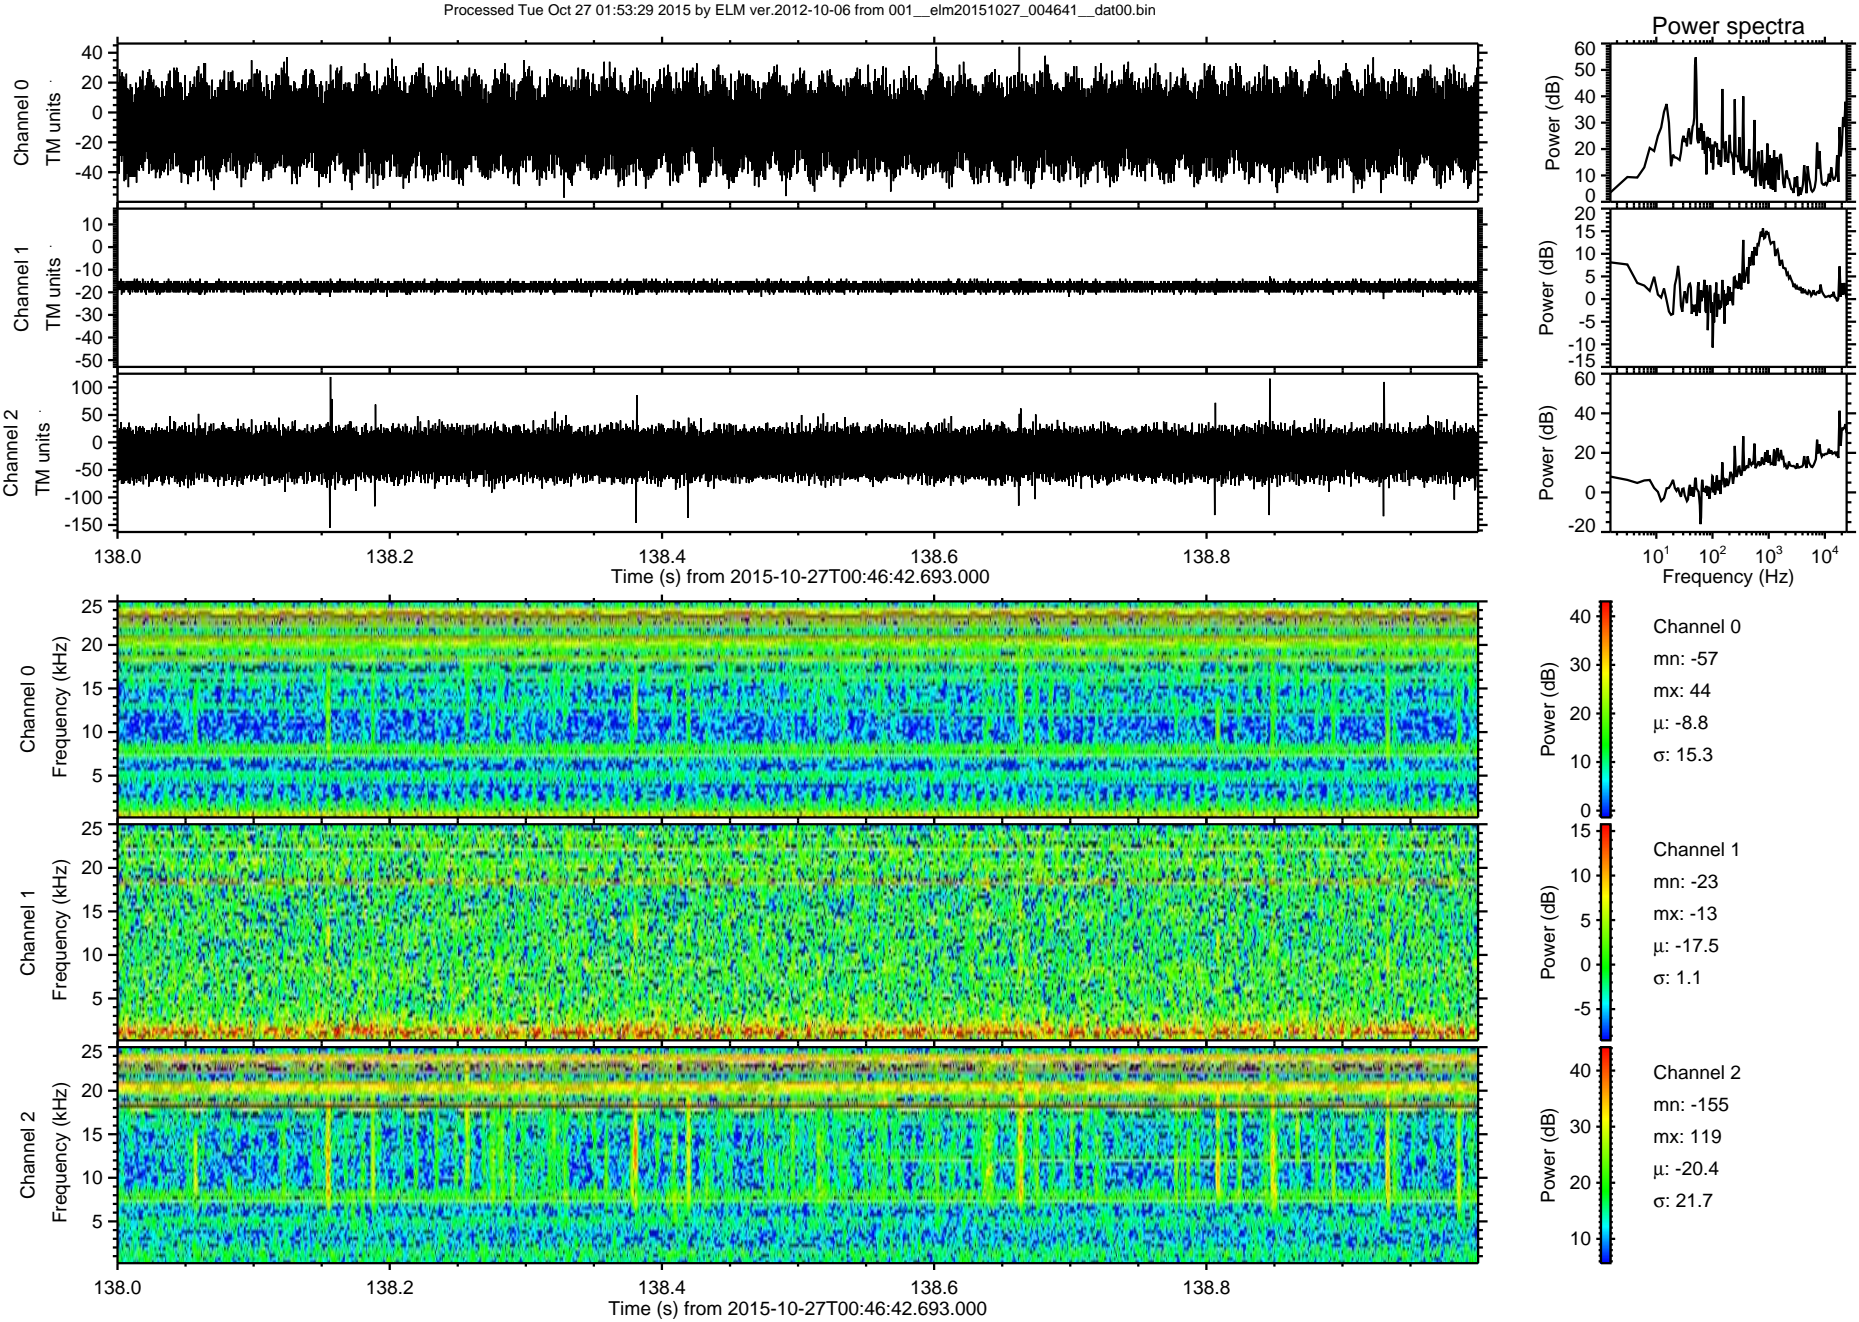 Processed Tue Oct 27 01:53:29 2015 by ELM ver.2012-10-06 from 001__elm20151027_004641__dat00.bin
Power spectra
Channel 0
TM units
40
20
0
-20
-40
Power (dB)
60
50
40
30
20
10
0
Channel 1
TM units
10
0
-10
-20
-30
-40
-50
Power (dB)
20
15
10
5
0
-5
-10
-15
Channel 2
TM units
100
50
0
-50
-100
-150
Power (dB)
60
40
20
0
-20
138.0 138.2 138.4 138.6 138.8
Time (s) from 2015-10-27T00:46:42.693.000
10¹ 10² 10³ 10⁴
Frequency (Hz)
Channel 0
Frequency (kHz)
25
20
15
10
5
Power (dB)
40
30
20
10
0
Channel 0
mn: -57
mx: 44
μ: -8.8
σ: 15.3
Channel 1
Frequency (kHz)
25
20
15
10
5
Power (dB)
15
10
5
0
-5
Channel 1
mn: -23
mx: -13
μ: -17.5
σ: 1.1
Channel 2
Frequency (kHz)
25
20
15
10
5
Power (dB)
40
30
20
10
Channel 2
mn: -155
mx: 119
μ: -20.4
σ: 21.7
138.0 138.2 138.4 138.6 138.8
Time (s) from 2015-10-27T00:46:42.693.000